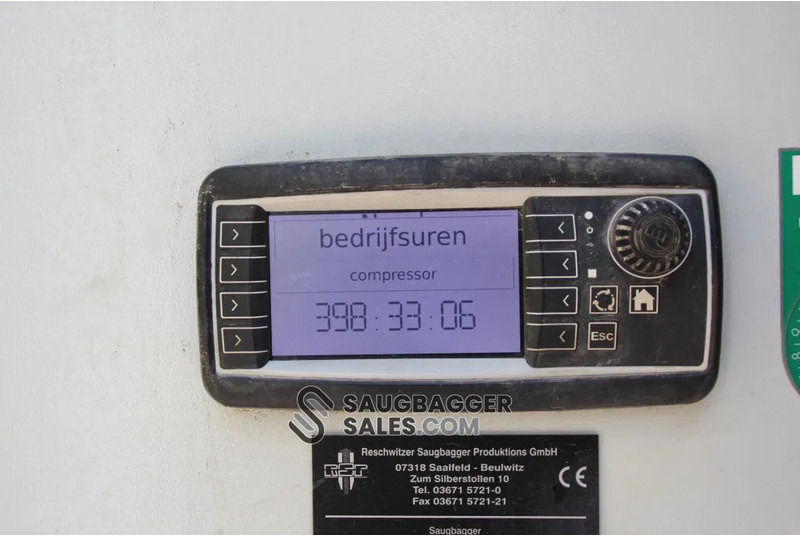 bedrijfsuren
compressor
398:33:06
Esc
SAUGBAGGER
SALES.COM
Reschwitzer Saugbagger Produktions GmbH
07318 Saalfeld - Beulwitz
Zum Silberstollen 10
Tel. 03671 5721-0
Fax 03671 5721-21
RSP
CE
Saugbagger